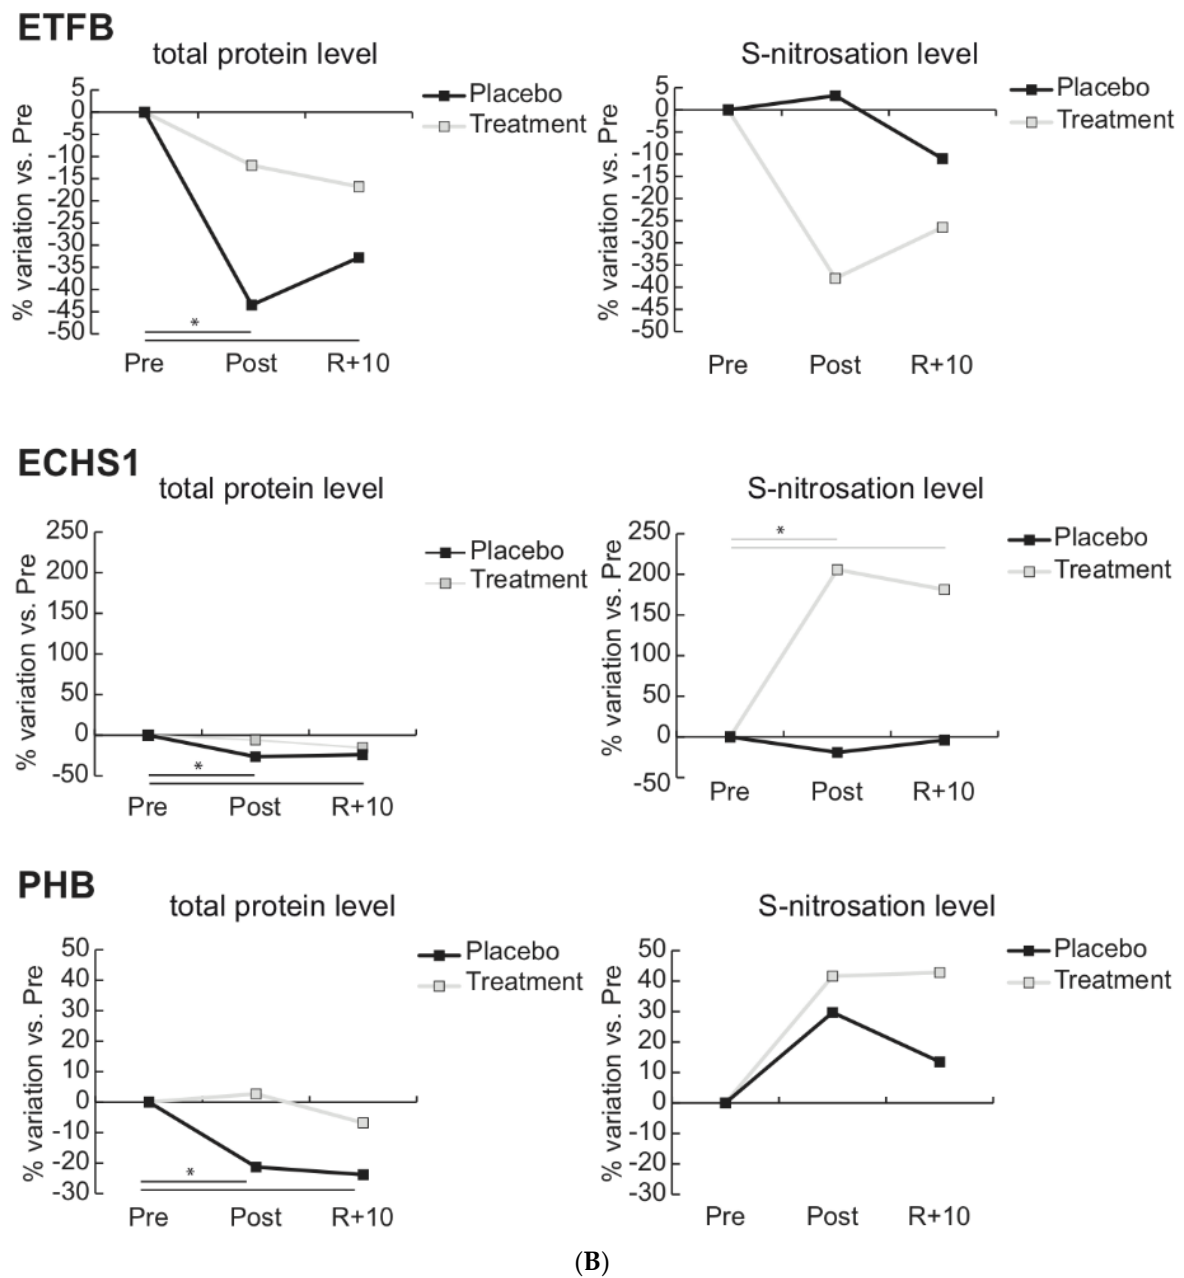 ETFB
total protein level
% variation vs. Pre
5
0
-5
-10
-15
-20
-25
-30
-35
-40
-45
-50
*
Pre Post R+10
Placebo
Treatment
S-nitrosation level
% variation vs. Pre
5
0
-5
-10
-15
-20
-25
-30
-35
-40
-45
-50
Pre Post R+10
Placebo
Treatment
ECHS1
total protein level
% variation vs. Pre
250
200
150
100
50
0
-50
*
Pre Post R+10
Placebo
Treatment
S-nitrosation level
% variation vs. Pre
250
200
150
100
50
0
-50
*
Pre Post R+10
Placebo
Treatment
PHB
total protein level
% variation vs. Pre
50
40
30
20
10
0
-10
-20
-30
*
Pre Post R+10
Placebo
Treatment
S-nitrosation level
% variation vs. Pre
50
40
30
20
10
0
-10
-20
-30
Pre Post R+10
Placebo
Treatment
(B)